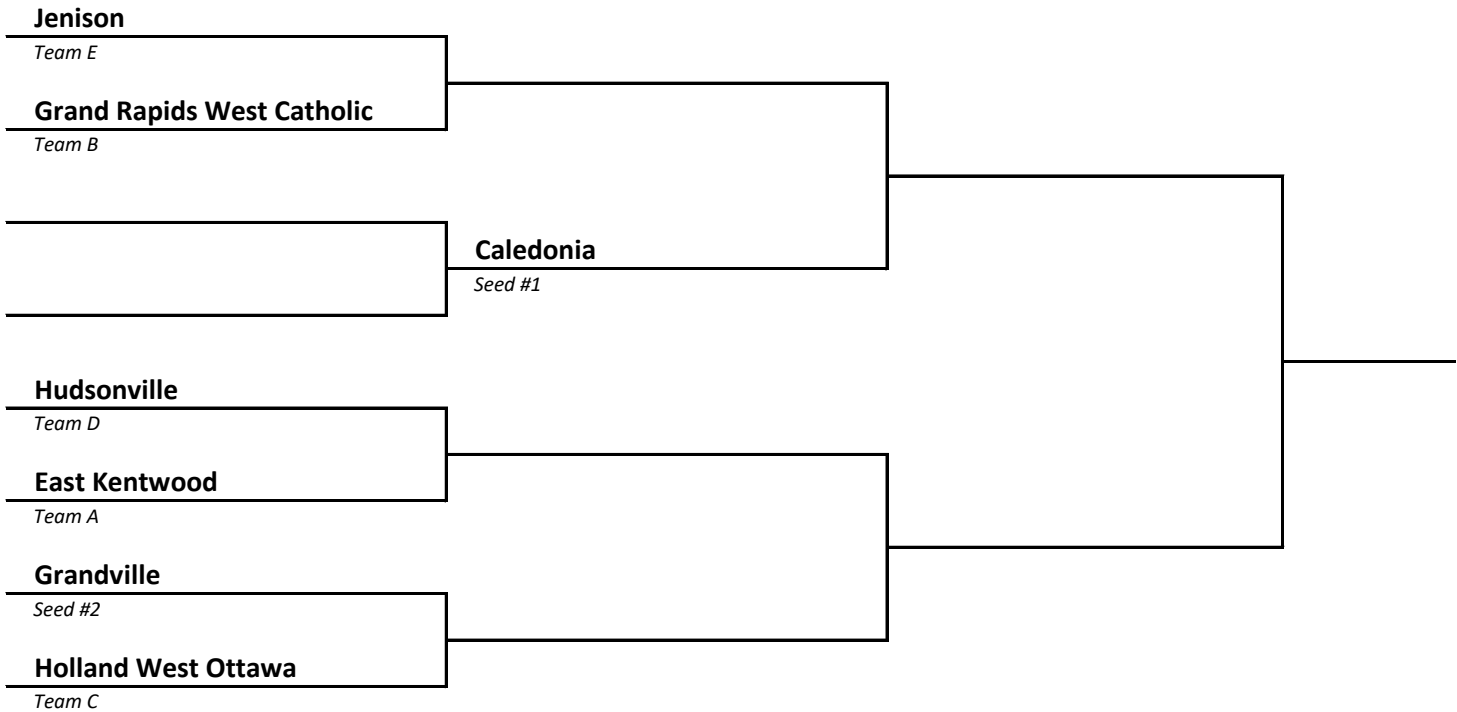 Jenison
Team E
Grand Rapids West Catholic
Team B
Caledonia
Seed #1
Hudsonville
Team D
East Kentwood
Team A
Grandville
Seed #2
Holland West Ottawa
Team C